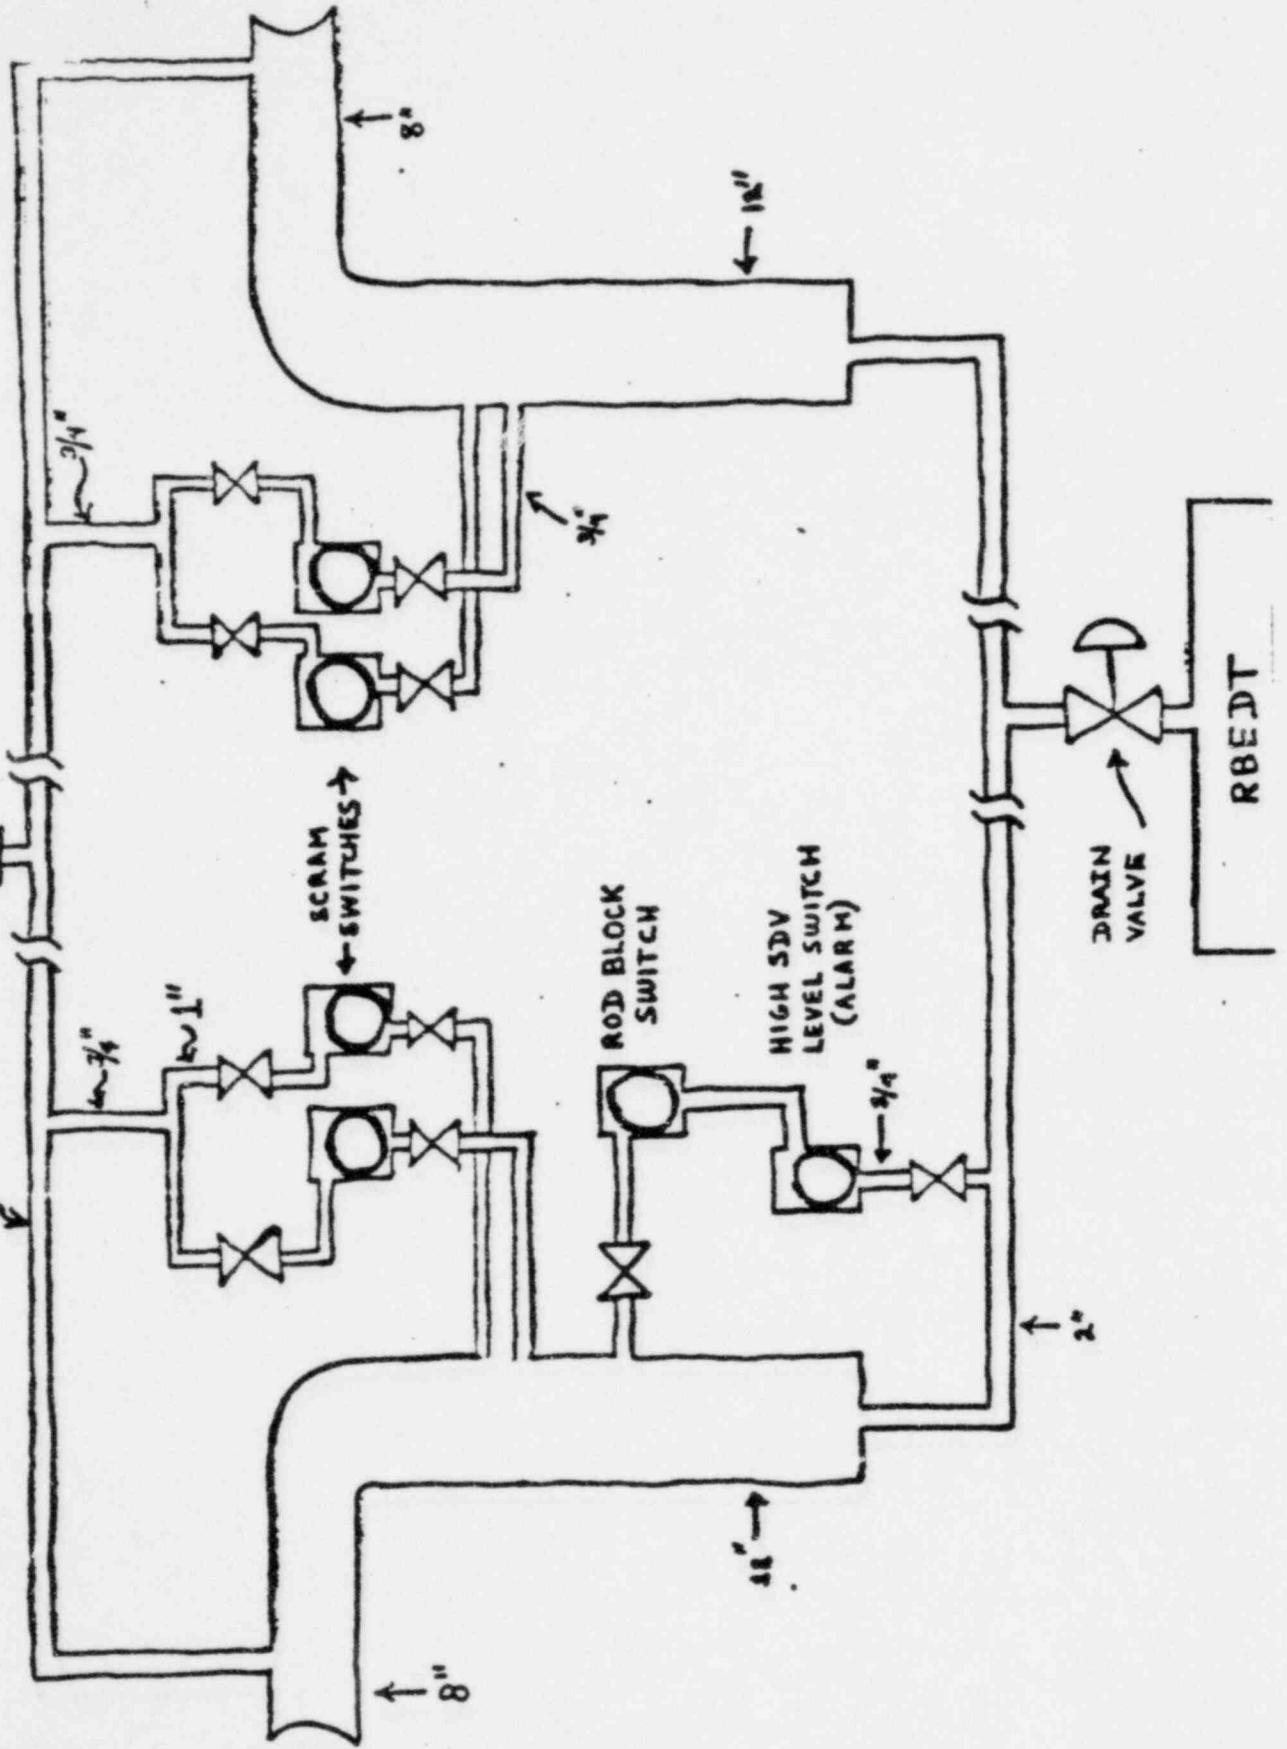 3/4"
3/4"
1"
SCRAM
SWITCHES
8"
8"
3/4"
ROD BLOCK
SWITCH
12"
12"
HIGH SDV
LEVEL SWITCH
(ALARM)
3/4"
2"
DRAIN
VALVE
RBEDT